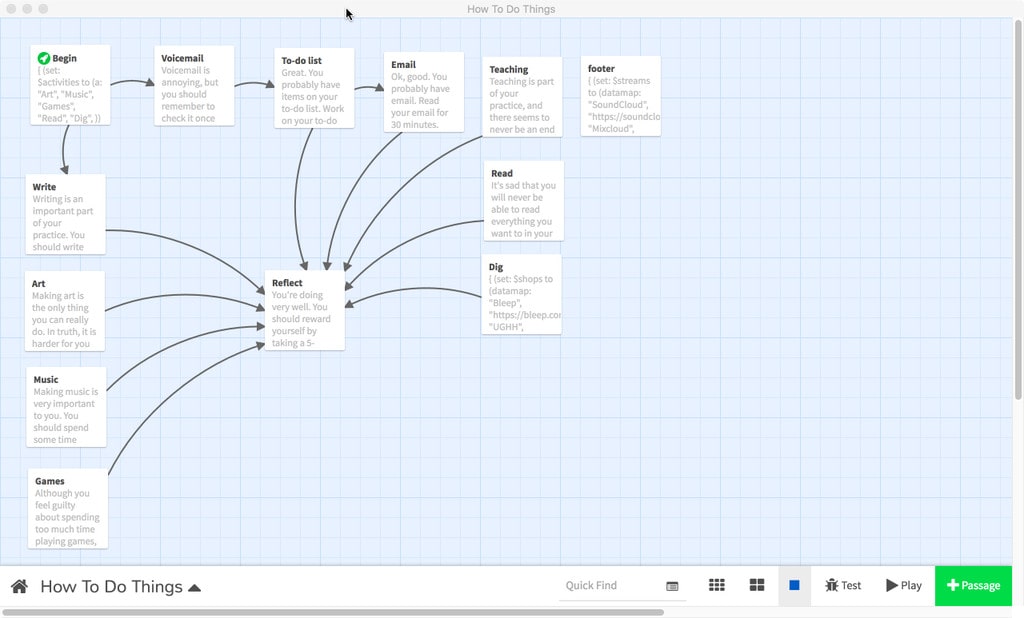 How To Do Things
Begin
{ (set:
$activities to (a:
"Art", "Music",
"Games",
"Read", "Dig", ))
Voicemail
Voicemail is
annoying, but
you should
remember to
check it once
To-do list
Great. You
probably have
items on your
to-do list. Work
on your to-do
Email
Ok, good. You
probably have
email. Read
your email for
30 minutes.
Teaching
Teaching is part
of your
practice, and
there seems to
never be an end
footer
{ (set: $streams
to (datamap:
"SoundCloud",
"https://soundclo
"Mixcloud",
Write
Writing is an
important part
of your
practice. You
should write
Read
It's sad that you
will never be
able to read
everything you
want to in your
Art
Making art is
the only thing
you can really
do. In truth, it is
harder for you
Reflect
You're doing
very well. You
should reward
yourself by
taking a 5-
Dig
{ (set: $shops to
(datamap:
"Bleep",
"https://bleep.cor
"UGHH",
Music
Making music is
very important
to you. You
should spend
some time
Games
Although you
feel guilty
about spending
too much time
playing games,
How To Do Things
Quick Find
Test
Play
Passage